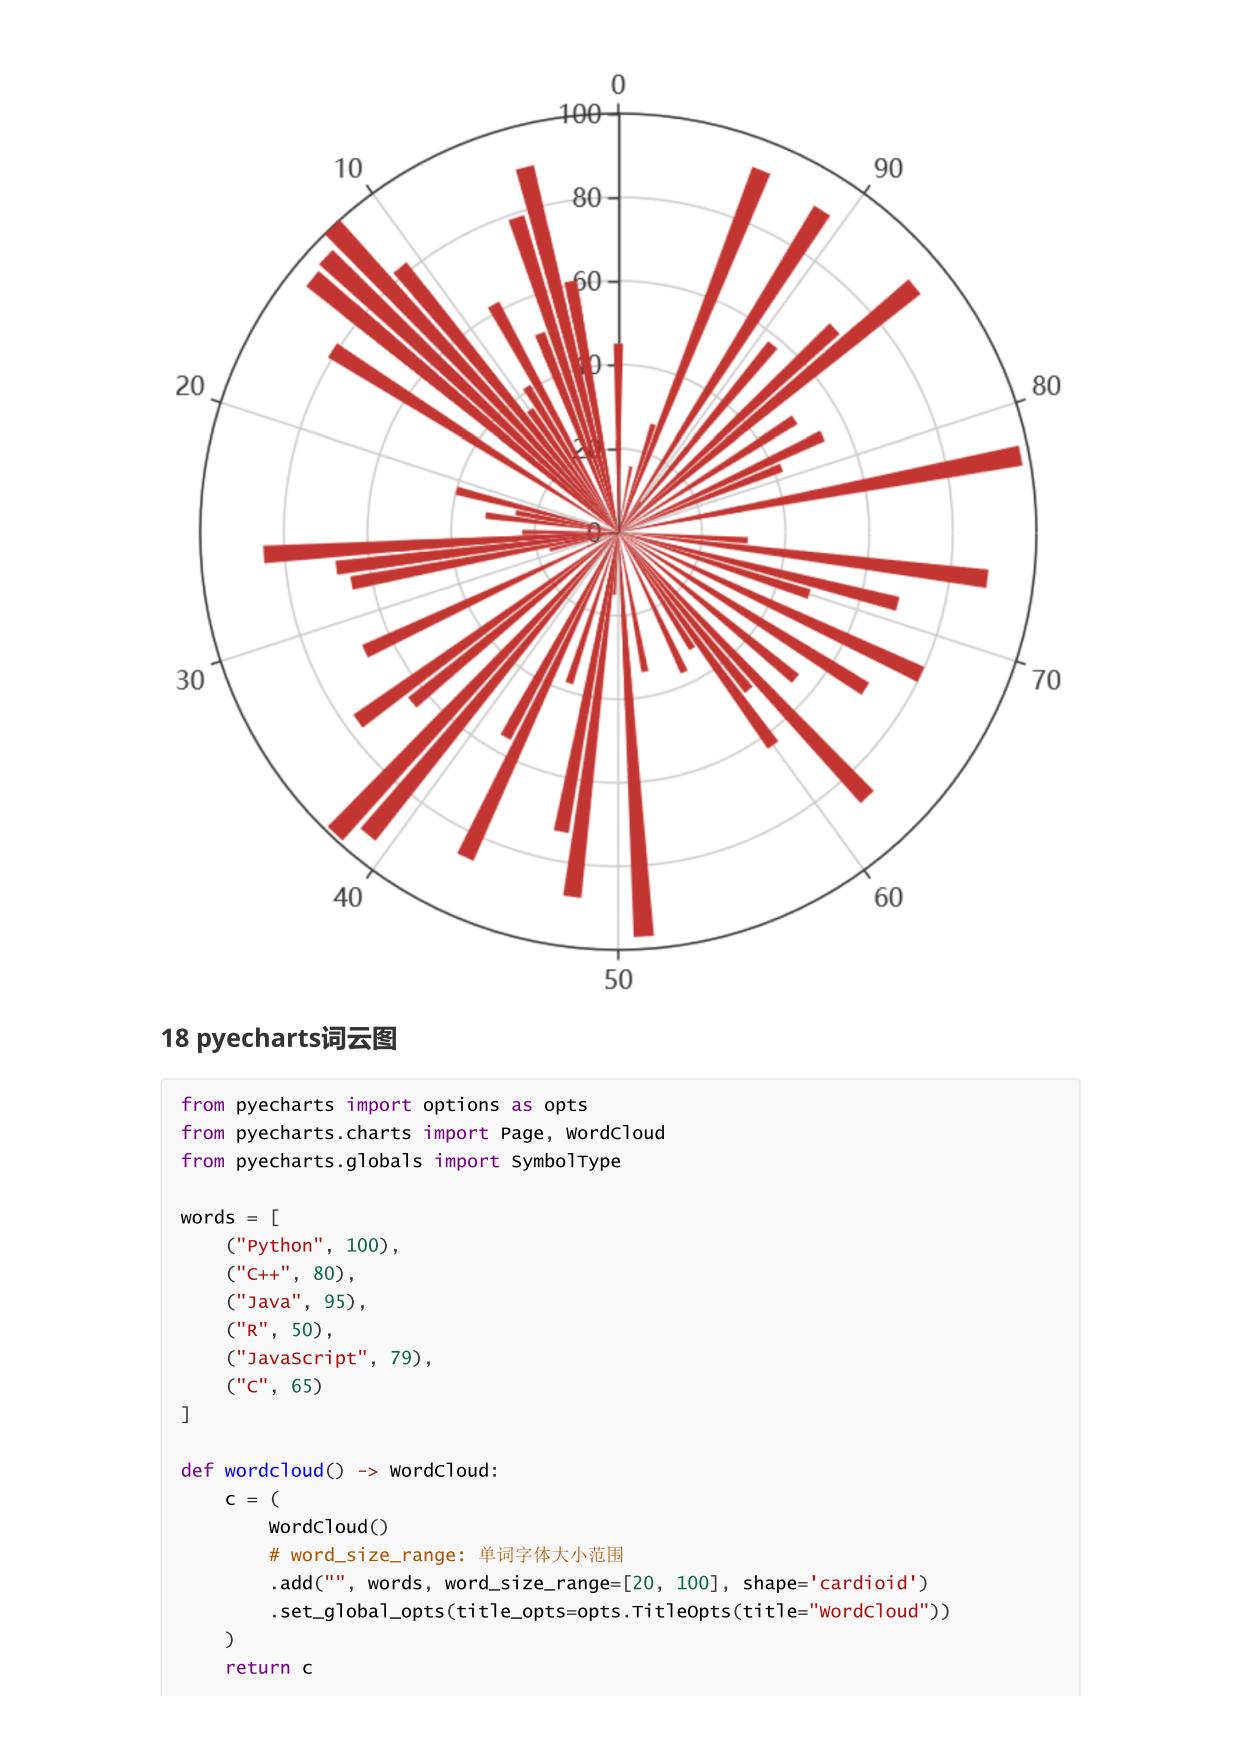 0
100
10
90
80
60
40
20
80
20
0
30
70
40
60
50
18 pyecharts词云图
from pyecharts import options as opts
from pyecharts.charts import Page, WordCloud
from pyecharts.globals import SymbolType
words = [
    ("Python", 100),
    ("C++", 80),
    ("Java", 95),
    ("R", 50),
    ("JavaScript", 79),
    ("C", 65)
]
def wordcloud() -> WordCloud:
    c = (
        WordCloud()
        # word_size_range: 单词字体大小范围
        .add("", words, word_size_range=[20, 100], shape='cardioid')
        .set_global_opts(title_opts=opts.TitleOpts(title="WordCloud"))
    )
    return c